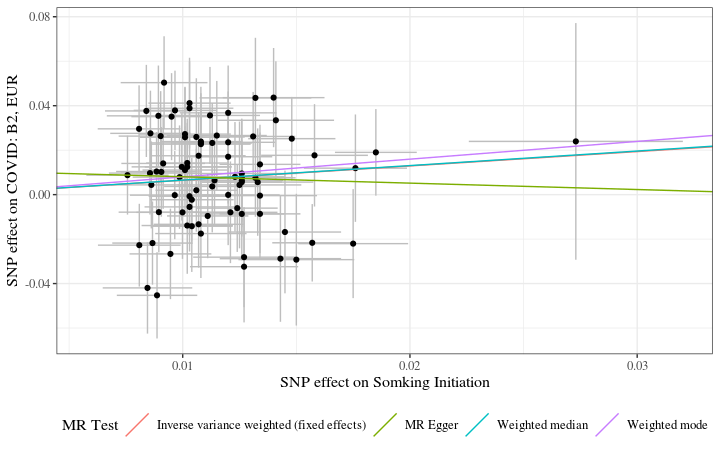 0.08
0.04
0.00
-0.04
SNP effect on COVID: B2, EUR
0.01
0.02
0.03
SNP effect on Somking Initiation
MR Test
Inverse variance weighted (fixed effects)
MR Egger
Weighted median
Weighted mode